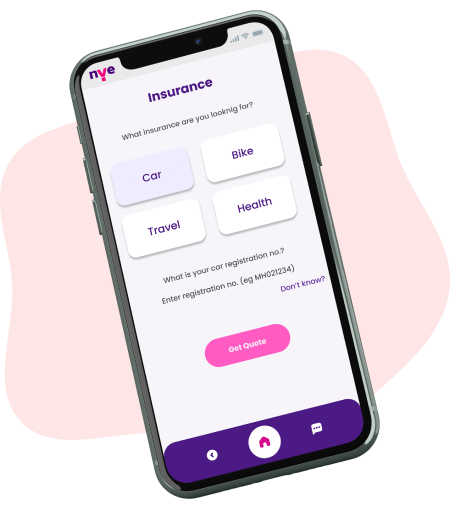 nye
Insurance
What insurance are you looknig for?
Car
Bike
Travel
Health
What is your car registration no.?
Enter registration no. (eg MH021234)
Don't know?
Get Quote